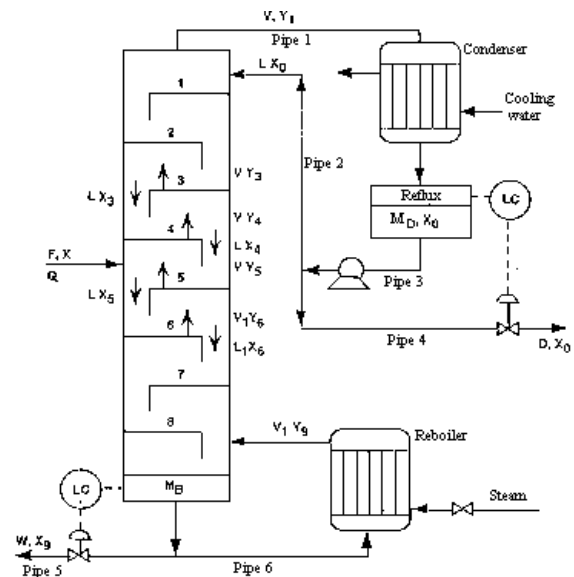 V, Y₁
Pipe 1
Condenser
L X₀
1
Cooling
water
2
Pipe 2
V Y₃
3
Reflux
LC
L X₃
M_D, X₀
V Y₄
4
L X₄
F, X
V Y₅
Q
5
Pipe 3
L X₅
V₁ Y₆
6
L₁ X₆
Pipe 4
D, X₀
7
8
V₁ Y₉
Reboiler
M_B
LC
Steam
W, X₉
Pipe 5
Pipe 6